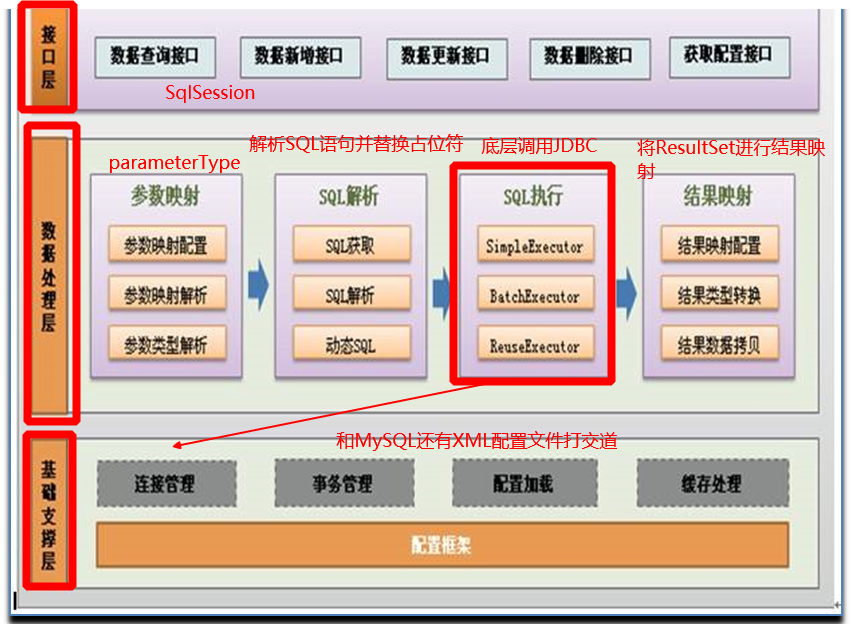 接口层
数据查询接口
数据新增接口
数据更新接口
数据删除接口
获取配置接口
SqlSession
数据处理层
parameterType
解析SQL语句并替换占位符
底层调用JDBC
将ResultSet进行结果映
射
参数映射
参数映射配置
参数映射解析
参数类型解析
SQL解析
SQL获取
SQL解析
动态SQL
SQL执行
SimpleExecutor
BatchExecutor
ReuseExecutor
结果映射
结果映射配置
结果类型转换
结果数据拷贝
和MySQL还有XML配置文件打交道
基础支撑层
连接管理
事务管理
配置加载
缓存处理
配置框架